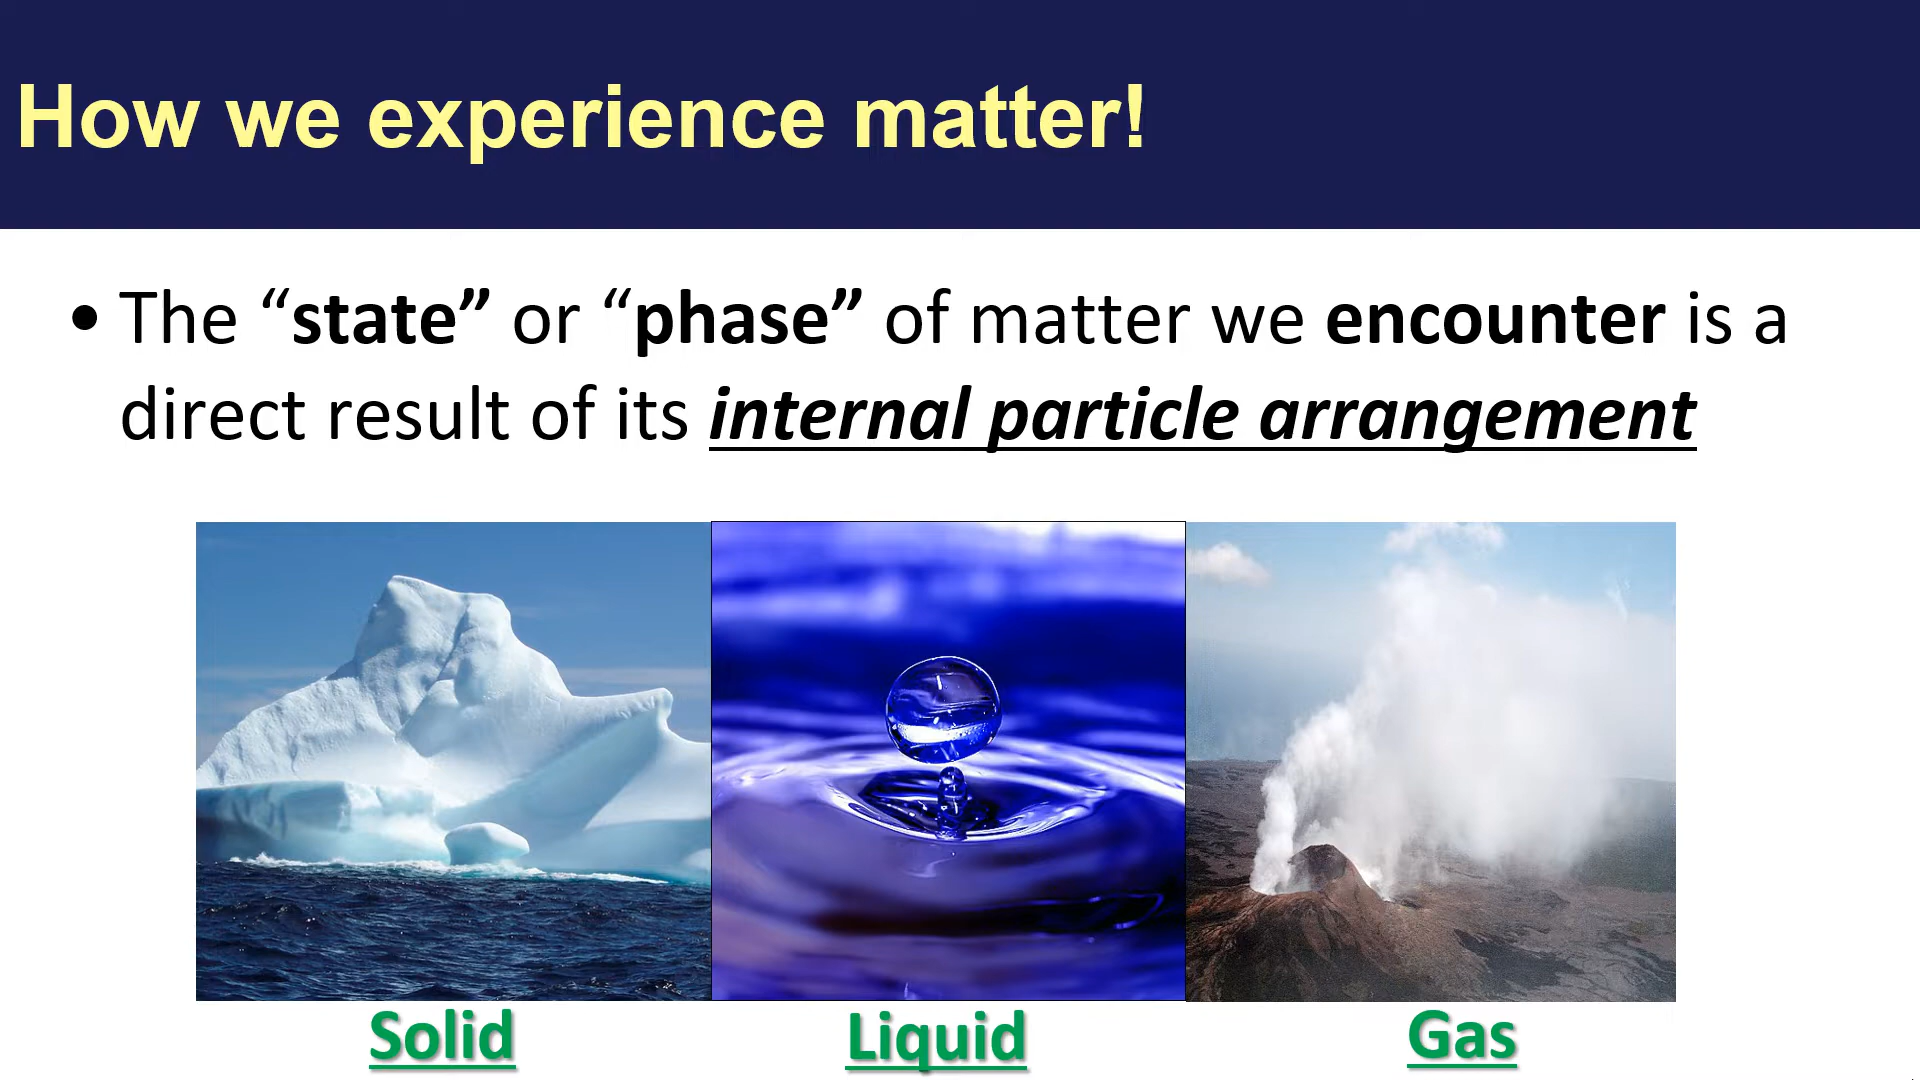 How we experience matter!
• The “state” or “phase” of matter we encounter is a
direct result of its internal particle arrangement
Solid
Liquid
Gas